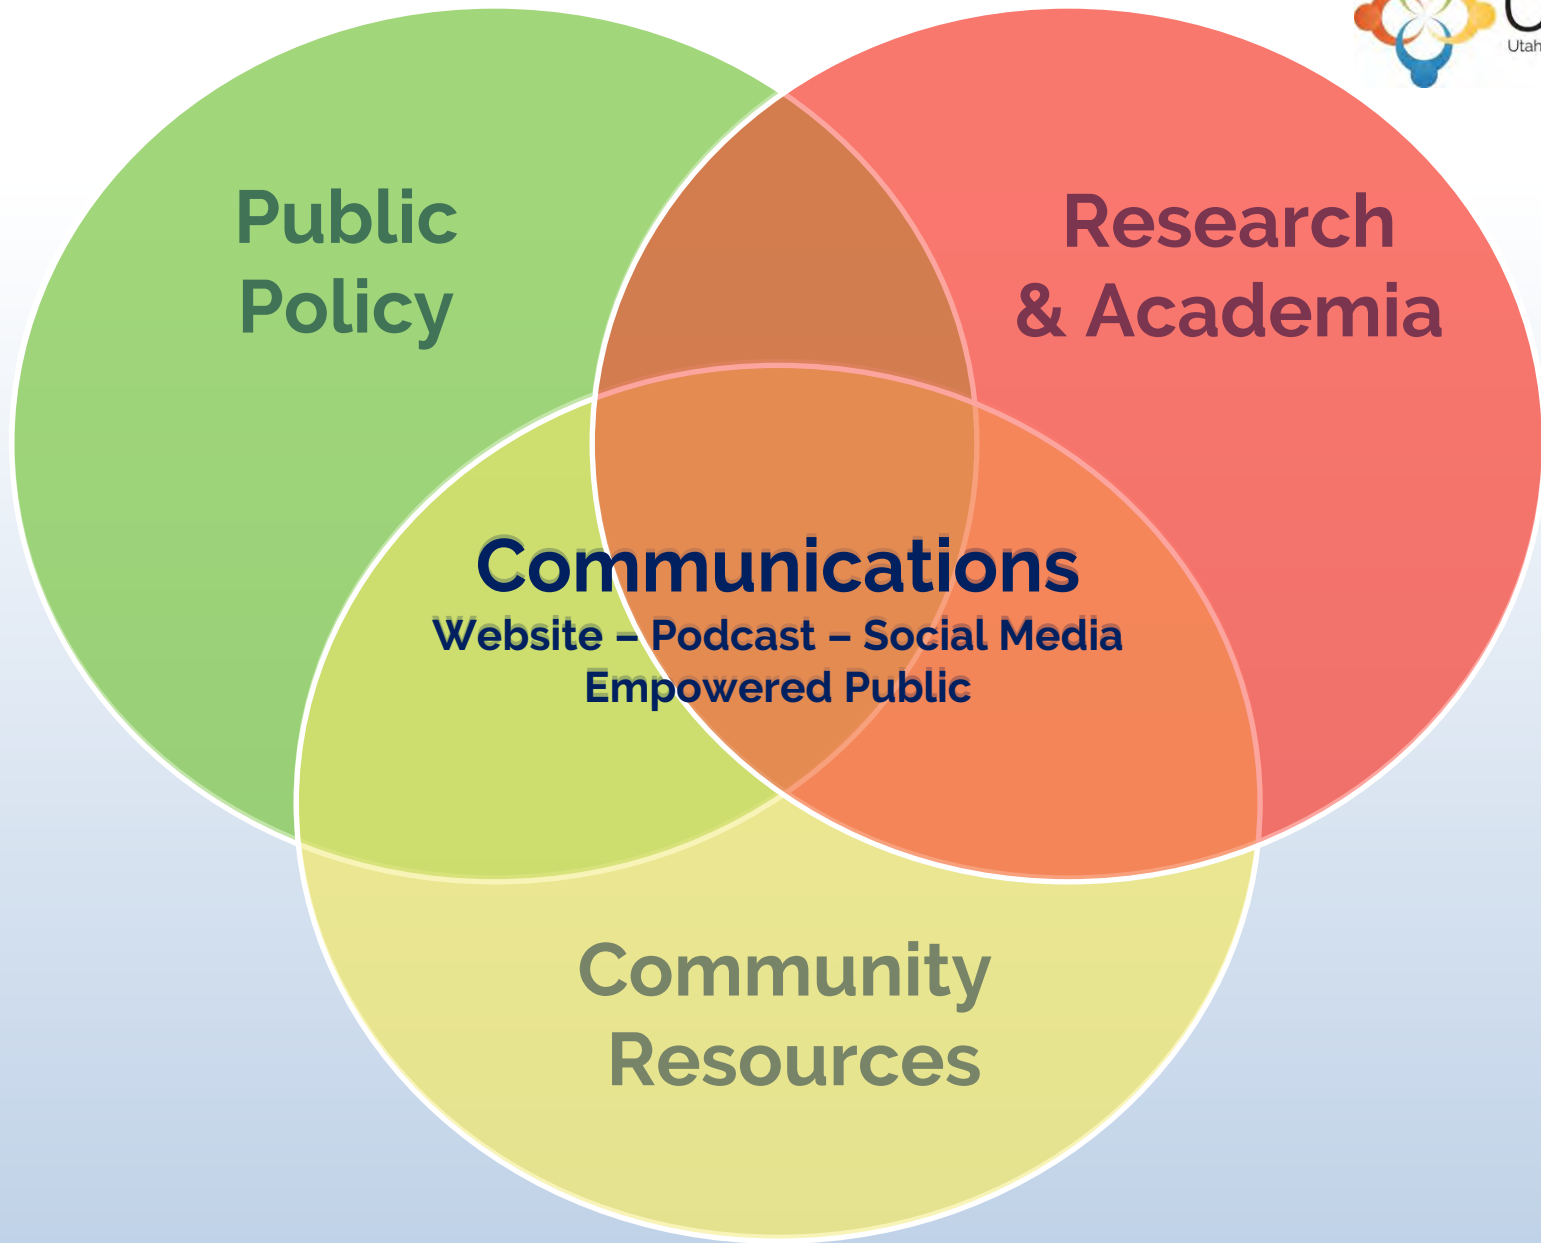 Utah
Public
Policy
Research
& Academia
Communications
Website – Podcast – Social Media
Empowered Public
Community
Resources